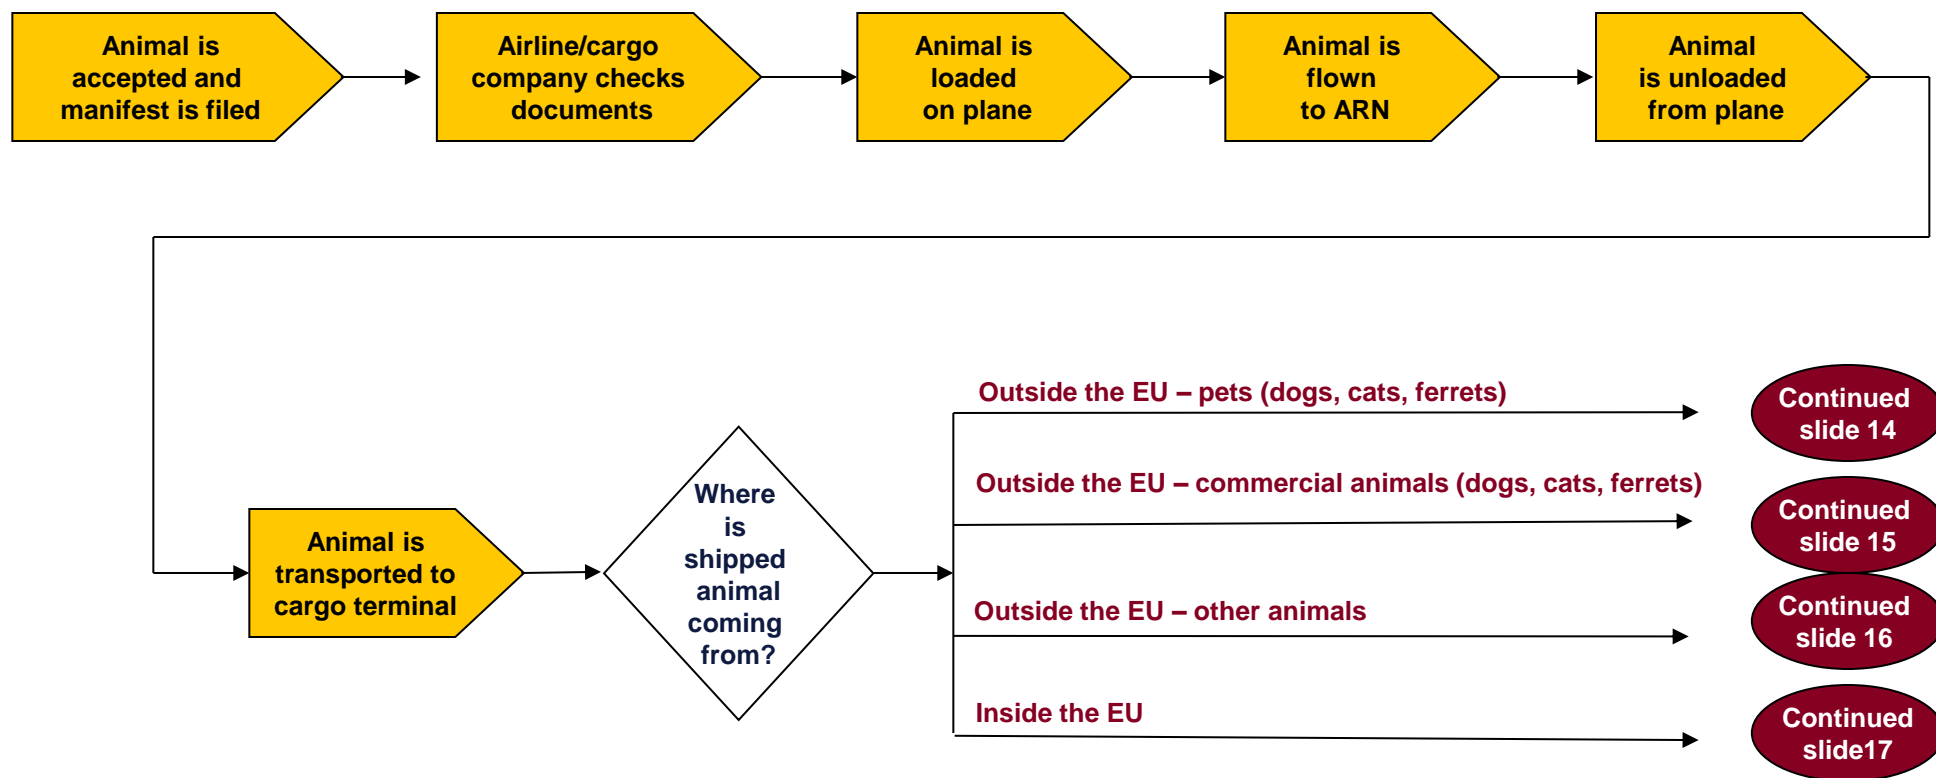 Animal is
accepted and
manifest is filed
Airline/cargo
company checks
documents
Animal is
loaded
on plane
Animal is
flown
to ARN
Animal
is unloaded
from plane
Animal is
transported to
cargo terminal
Where
is
shipped
animal
coming
from?
Outside the EU – pets (dogs, cats, ferrets)
Continued
slide 14
Outside the EU – commercial animals (dogs, cats, ferrets)
Continued
slide 15
Outside the EU – other animals
Continued
slide 16
Inside the EU
Continued
slide17